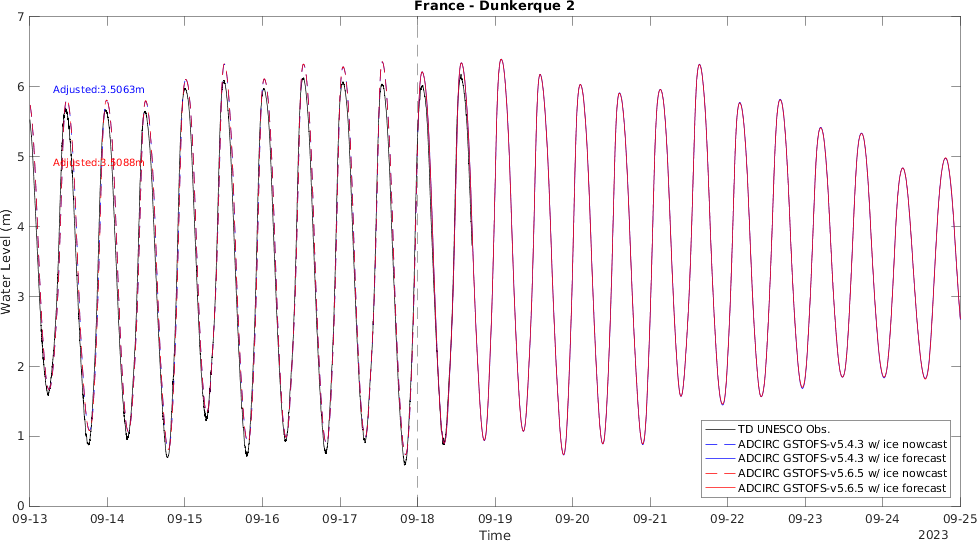 France - Dunkerque 2
7
6
5
4
3
2
1
0
Water Level (m)
Adjusted:3.5063m
Adjusted:3.5088m
TD UNESCO Obs.
ADCIRC GSTOFS-v5.4.3 w/ ice nowcast
ADCIRC GSTOFS-v5.4.3 w/ ice forecast
ADCIRC GSTOFS-v5.6.5 w/ ice nowcast
ADCIRC GSTOFS-v5.6.5 w/ ice forecast
09-13 09-14 09-15 09-16 09-17 09-18 09-19 09-20 09-21 09-22 09-23 09-24 09-25
Time
2023